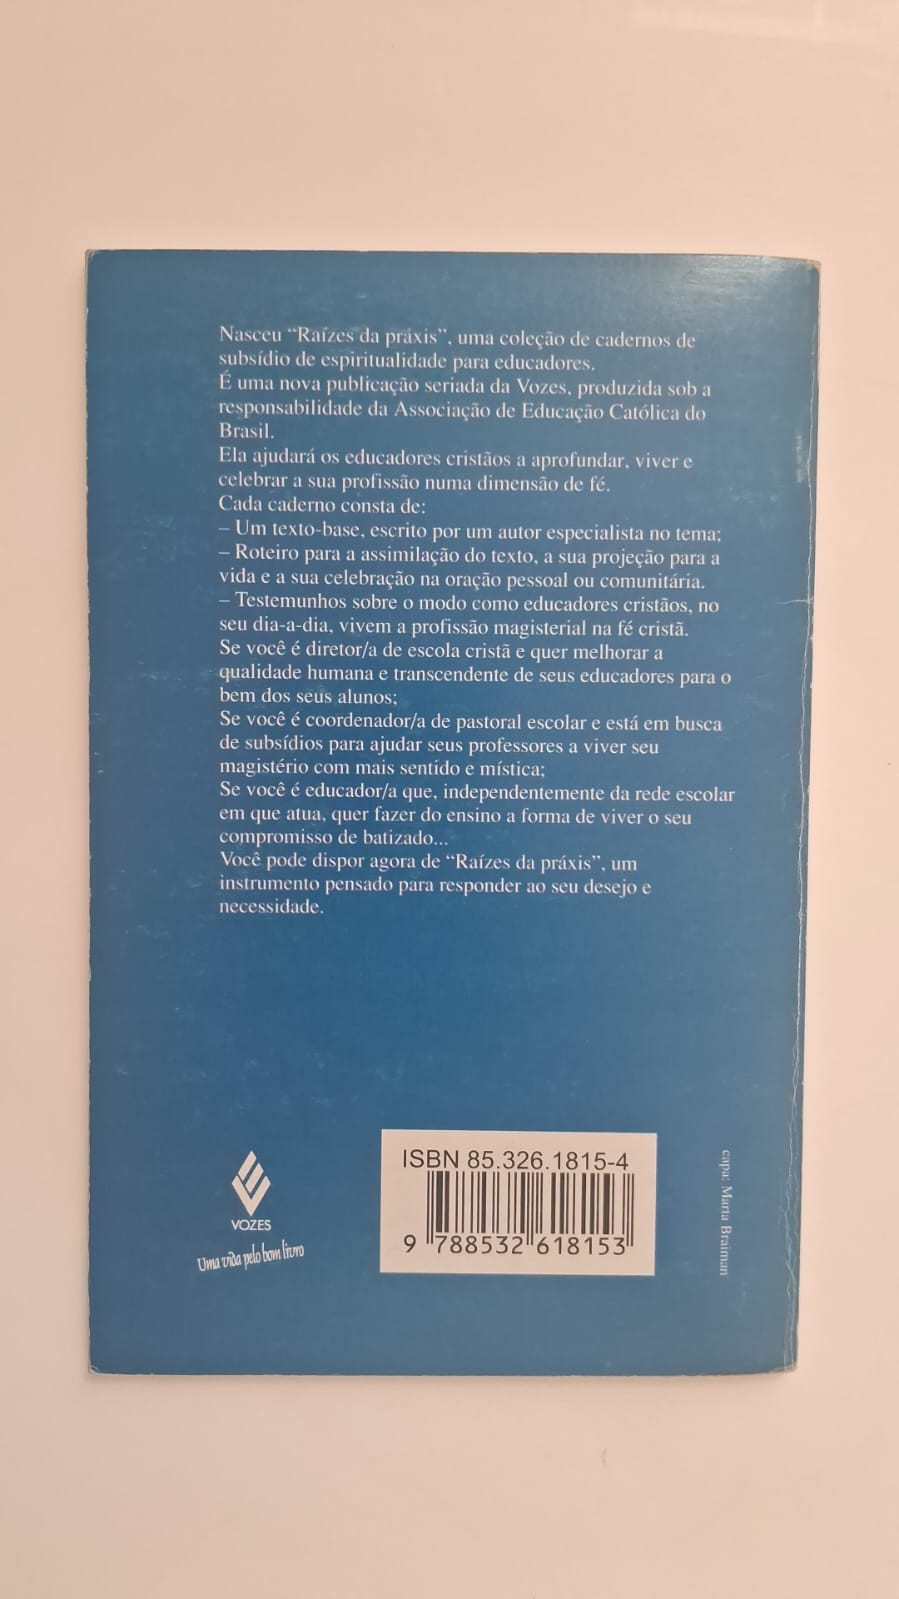 Nasceu “Raízes da práxis”, uma coleção de cadernos de
subsídio de espiritualidade para educadores.
É uma nova publicação seriada da Vozes, produzida sob a
responsabilidade da Associação de Educação Católica do
Brasil.
Ela ajudará os educadores cristãos a aprofundar, viver e
celebrar a sua profissão numa dimensão de fé.
Cada caderno consta de:
– Um texto-base, escrito por um autor especialista no tema;
– Roteiro para a assimilação do texto, a sua projeção para a
vida e a sua celebração na oração pessoal ou comunitária.
– Testemunhos sobre o modo como educadores cristãos, no
seu dia-a-dia, vivem a profissão magisterial na fé cristã.
Se você é diretor/a de escola cristã e quer melhorar a
qualidade humana e transcendente de seus educadores para o
bem dos seus alunos;
Se você é coordenador/a de pastoral escolar e está em busca
de subsídios para ajudar seus professores a viver seu
magistério com mais sentido e mística;
Se você é educador/a que, independentemente da rede escolar
em que atua, quer fazer do ensino a forma de viver o seu
compromisso de batizado...
Você pode dispor agora de “Raízes da práxis”, um
instrumento pensado para responder ao seu desejo e
necessidade.
VOZES
Uma vida pelo bom livro
ISBN 85.326.1815-4
9 788532 618153
capa: Marta Braiman